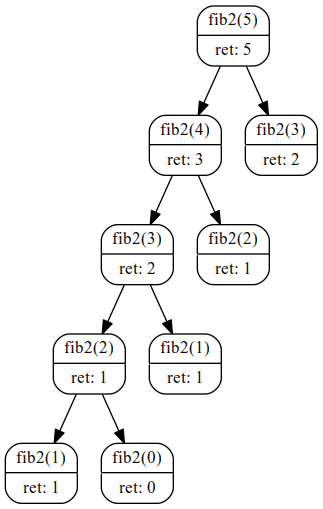 fib2(5)
ret: 5
fib2(4)
ret: 3
fib2(3)
ret: 2
fib2(3)
ret: 2
fib2(2)
ret: 1
fib2(2)
ret: 1
fib2(1)
ret: 1
fib2(1)
ret: 1
fib2(0)
ret: 0